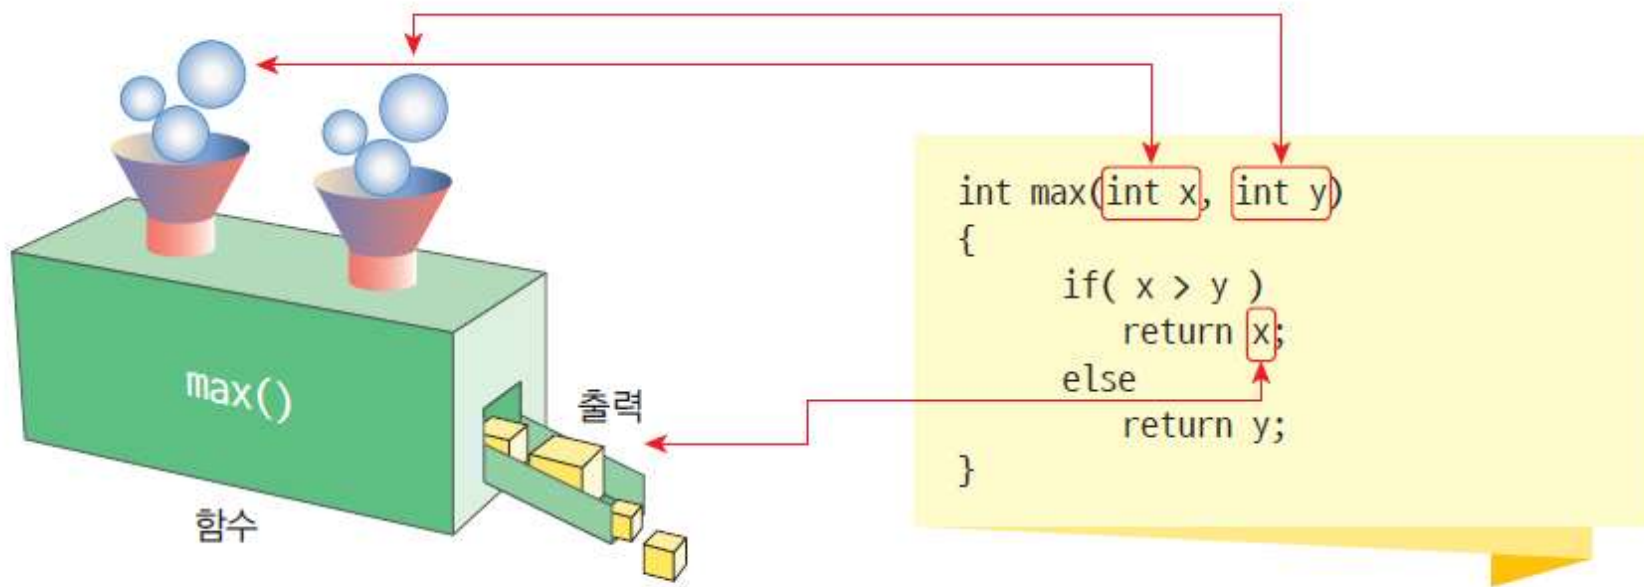 max()
함수
출력
int max(int x, int y)
{
if( x > y )
return x;
else
return y;
}